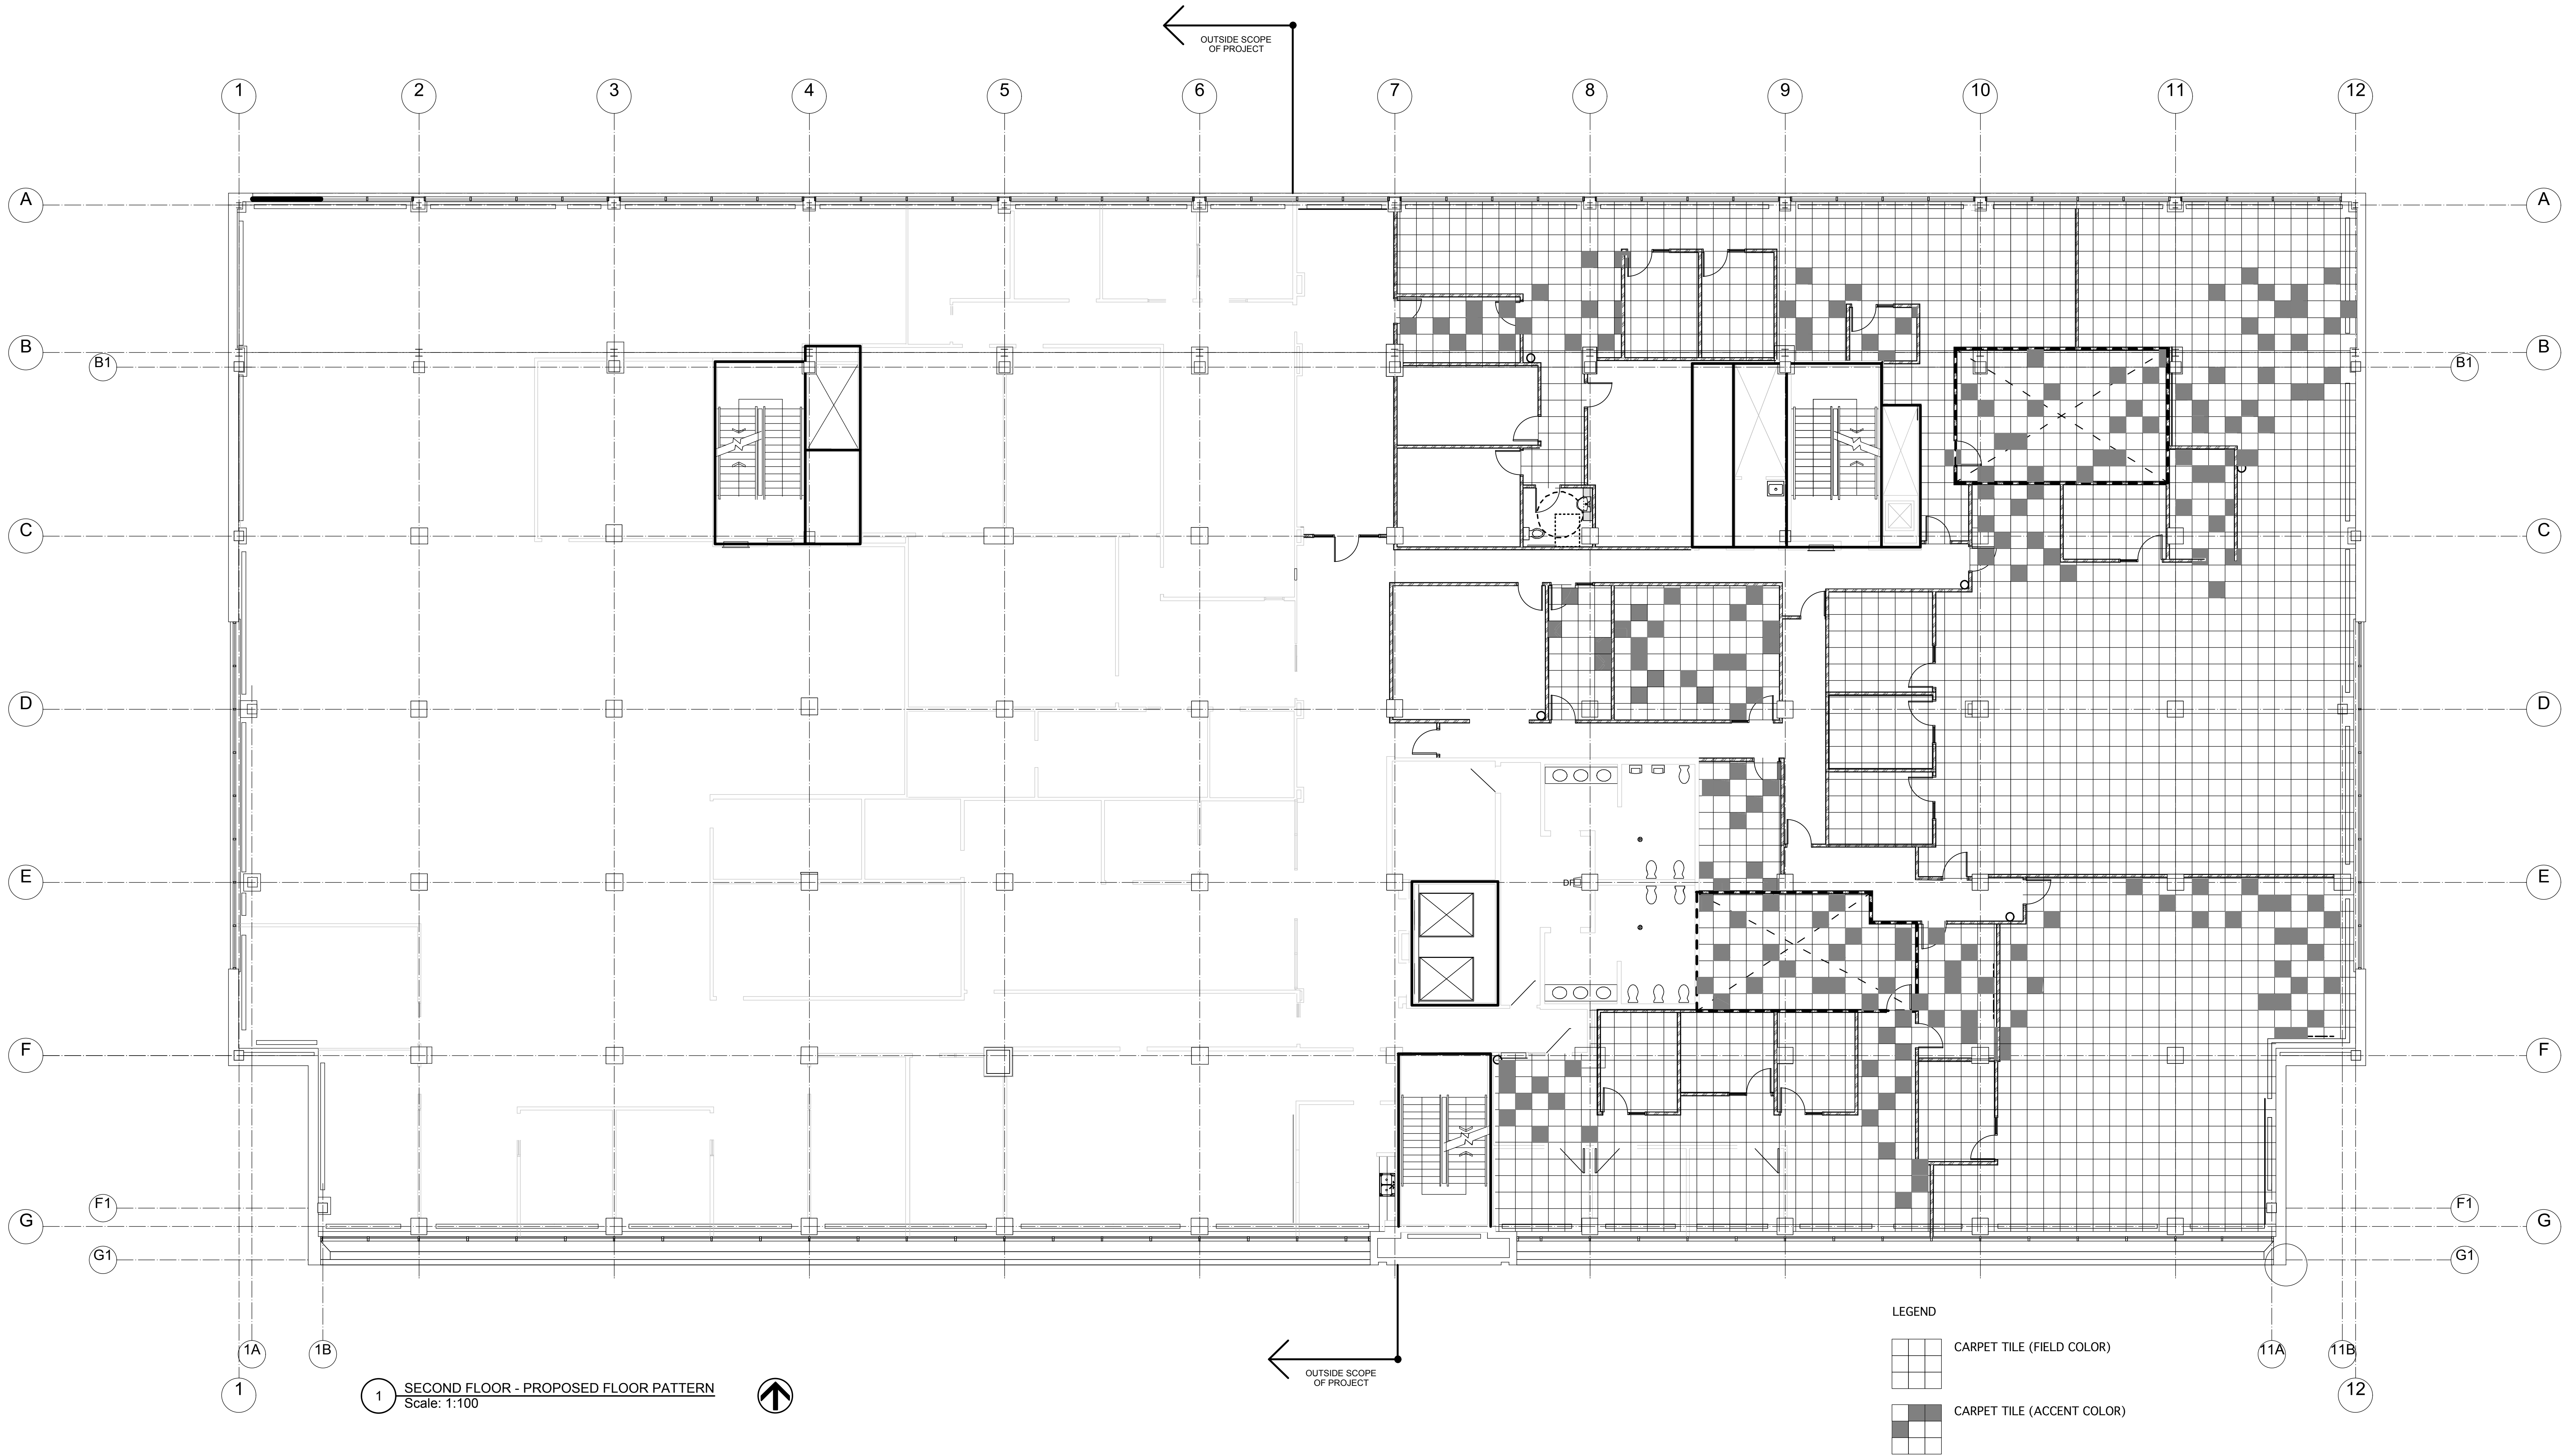 OUTSIDE SCOPE
OF PROJECT
1 2 3 4 5 6 7 8 9 10 11 12
A A
B B
B1 B1
C C
D D
DF
E E
F F
F1 F1
G G
G1 G1
LEGEND
1A 1B 11A 11B
CARPET TILE (FIELD COLOR)
OUTSIDE SCOPE
OF PROJECT
1 12
1 SECOND FLOOR - PROPOSED FLOOR PATTERN
Scale: 1:100
CARPET TILE (ACCENT COLOR)